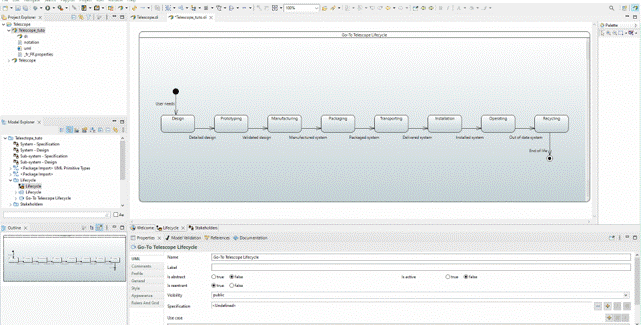 Telescope.di
*Telescope_tuto.di
100%
Project Explorer
Telescope
Telescope_tuto
di
notation
uml
Telescope
Palette
Go-To Telescope Lifecycle
User needs
Design
Prototyping
Manufacturing
Packaging
Transporting
Installation
Operating
Recycling
Detailed design
Validated design
Manufactured system
Packaged system
Delivered system
Installed system
Out of date system
End of life
Model Explorer
Telescope_tuto
System - Specification
System - Design
Sub-system - Specification
Sub-system - Design
<Package Import> UML Primitive Types
<Package Import>
Lifecycle
Lifecycle
Lifecycle
Go-To Telescope Lifecycle
Stakeholders
Aa
Outline
Welcome
Lifecycle
Stakeholders
Properties
Model Validation
References
Documentation
Go-To Telescope Lifecycle
UML
Comments
Profile
General
Style
Appearance
Rulers And Grid
Name
Go-To Telescope Lifecycle
Label
Is abstract
true
false
Is active
true
false
Is reentrant
true
false
Visibility
public
Specification
<Undefined>
Use case